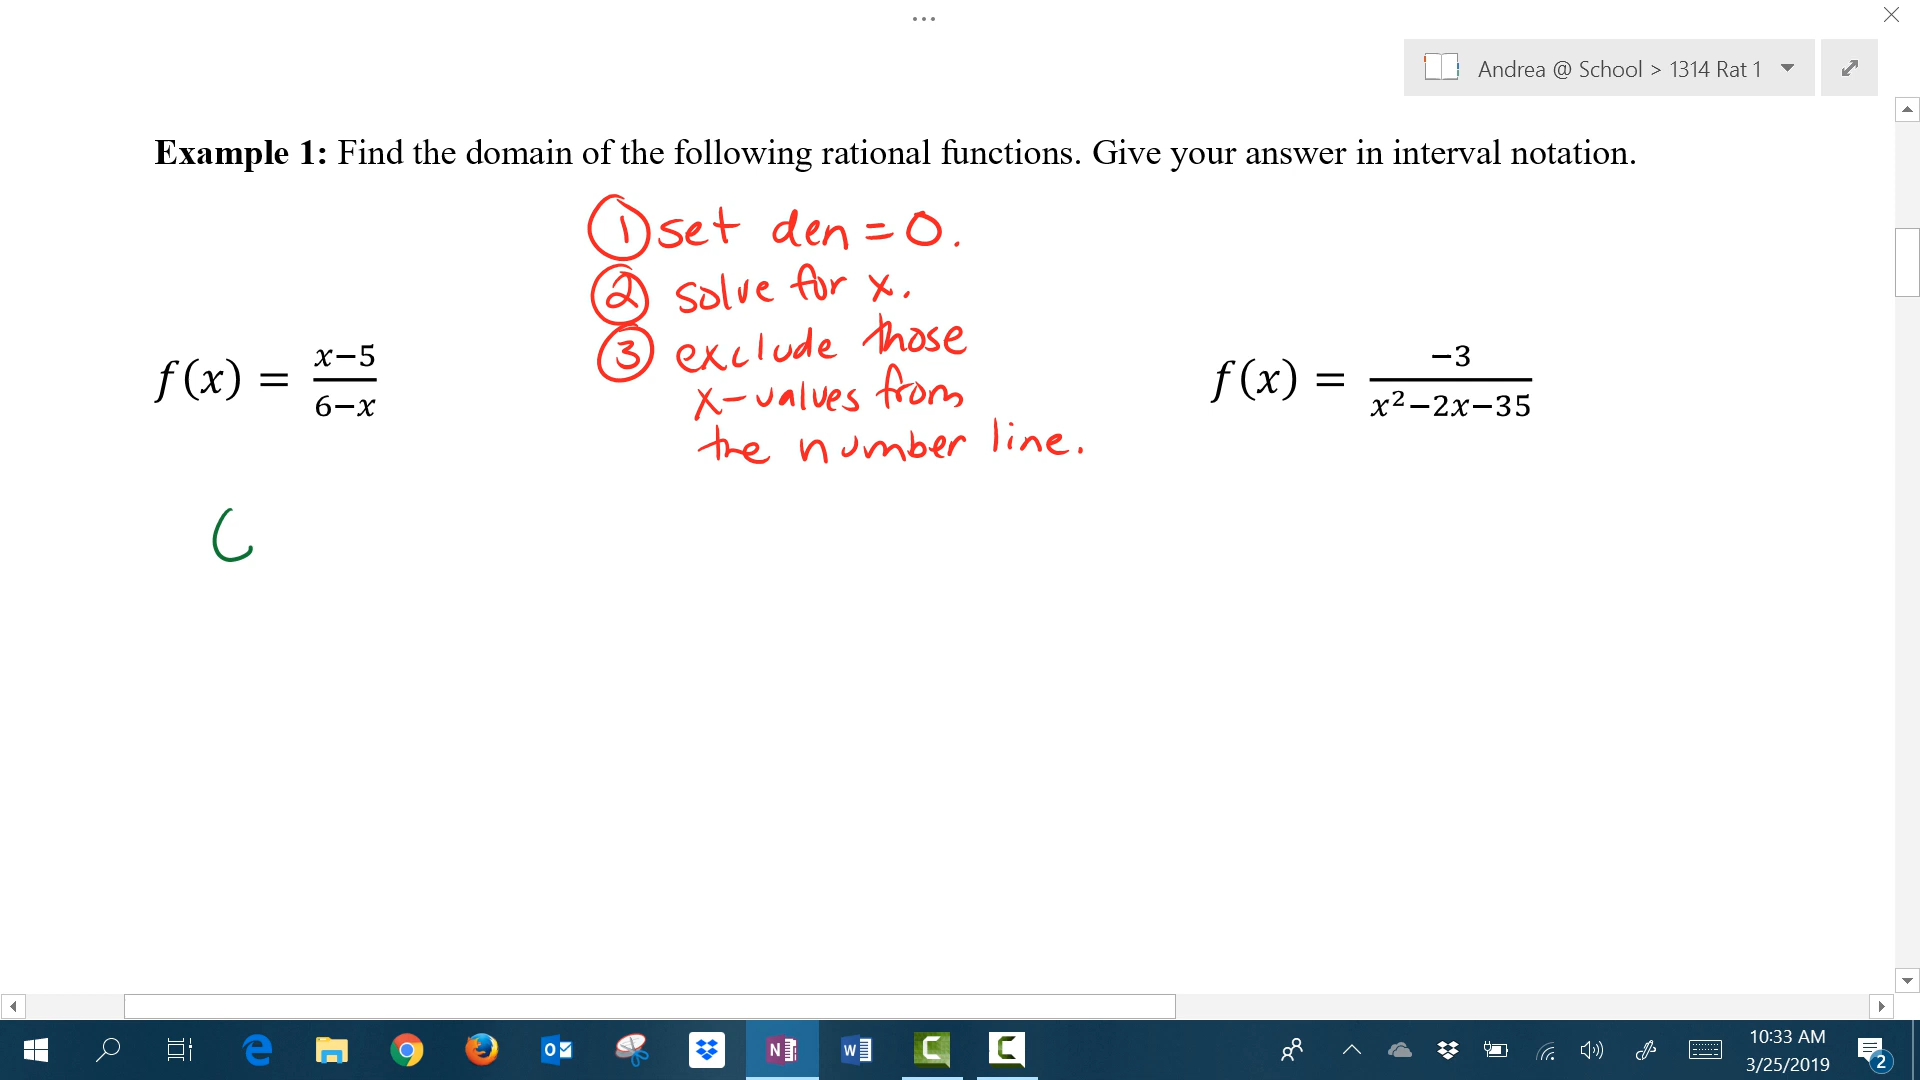 Andrea @ School > 1314 Rat 1
Example 1: Find the domain of the following rational functions. Give your answer in interval notation.
① set den = 0.
② solve for x.
③ exclude those
x-values from
the number line.
f(x) = x−5 / 6−x
f(x) = −3 / x²−2x−35
10:33 AM
3/25/2019
2